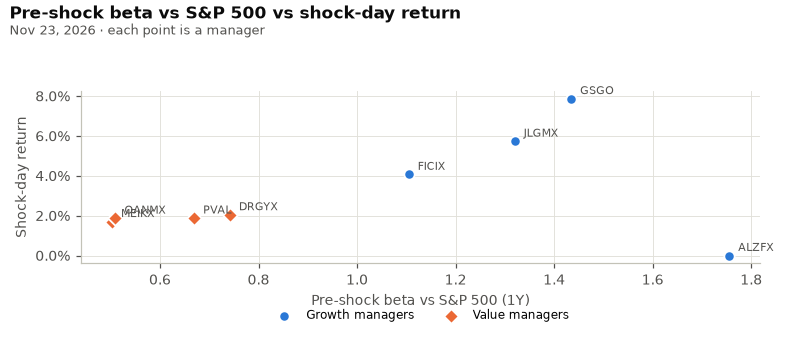 Pre-shock beta vs S&P 500 vs shock-day return
Nov 23, 2026 · each point is a manager
Shock-day return
8.0%
6.0%
4.0%
2.0%
0.0%
GSGO
JLGMX
FICIX
DRGYX
PVAL
OANMX
MEIKX
ALZFX
0.6
0.8
1.0
1.2
1.4
1.6
1.8
Pre-shock beta vs S&P 500 (1Y)
Growth managers
Value managers